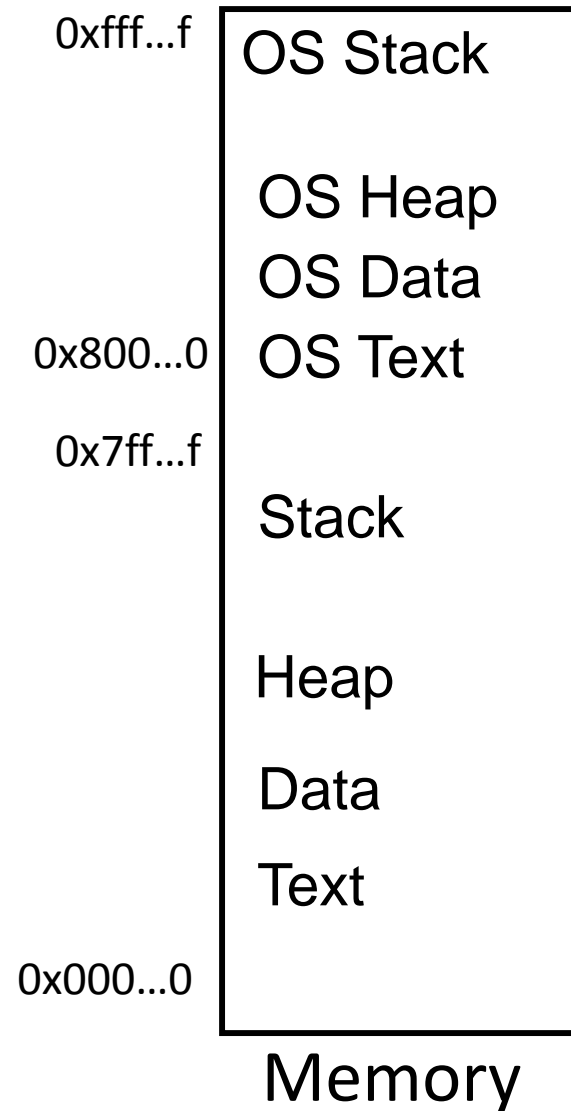 0xfff…f
OS Stack
OS Heap
OS Data
0x800…0
OS Text
0x7ff…f
Stack
Heap
Data
Text
0x000…0
Memory